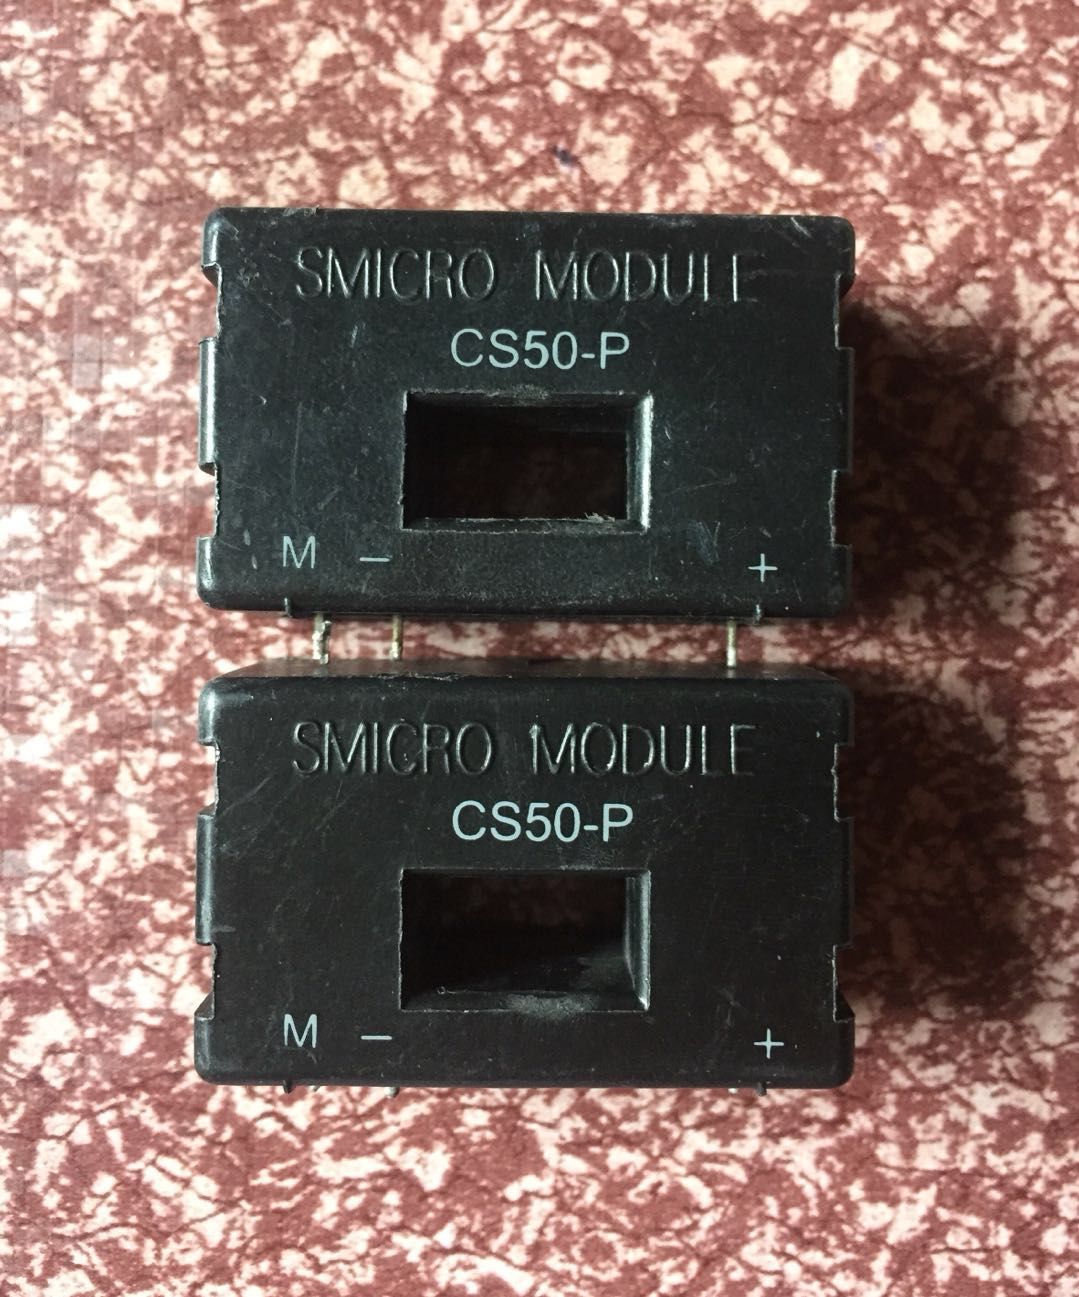 SMICRO MODULE
CS50-P
M - +
SMICRO MODULE
CS50-P
M - +